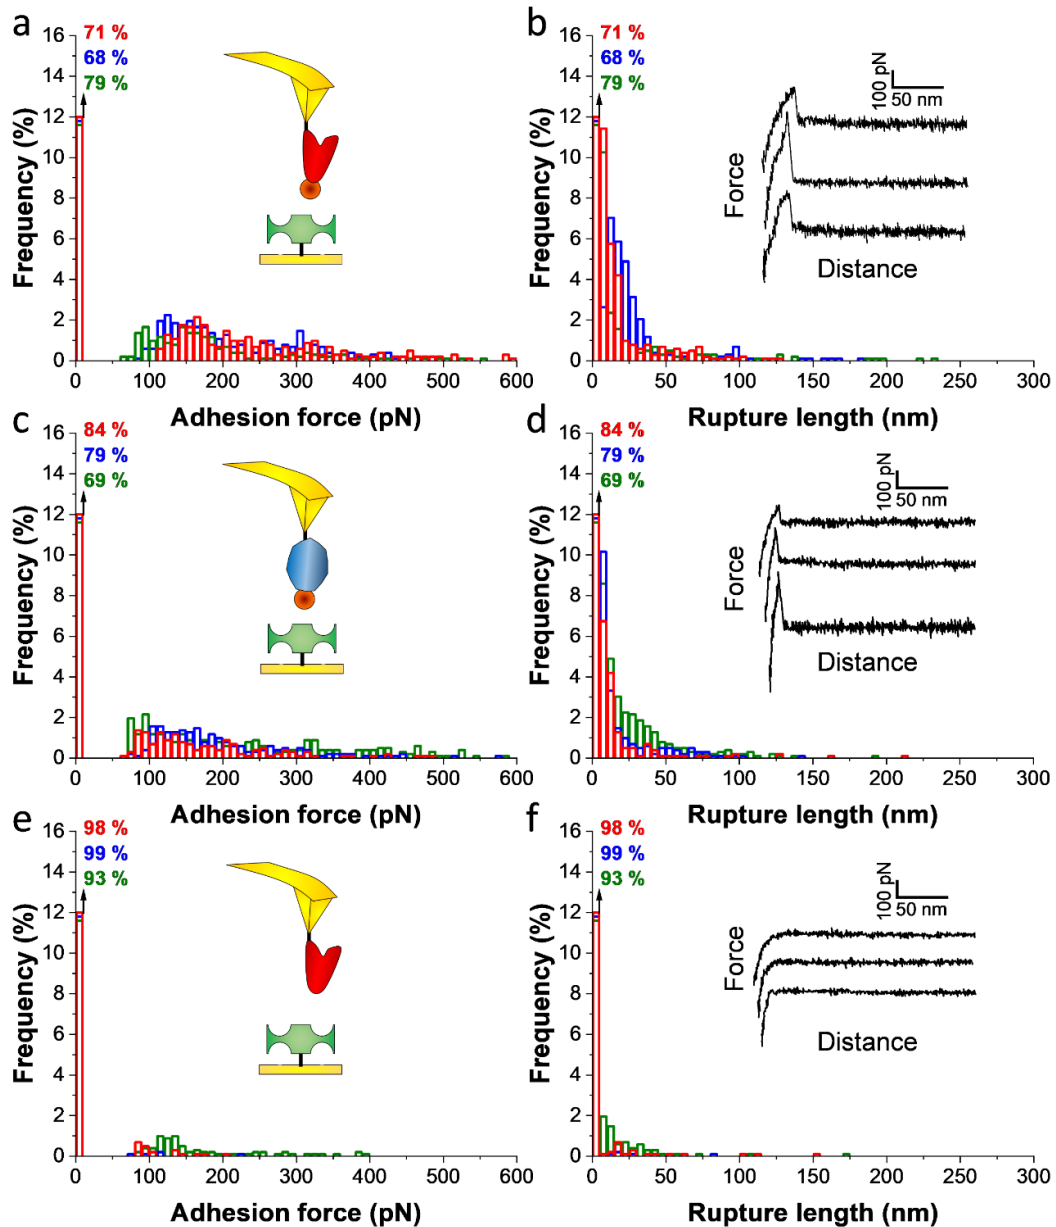 a
71 %
68 %
79 %
16
14
12
10
8
6
4
2
0
Frequency (%)
0 100 200 300 400 500 600
Adhesion force (pN)
b
71 %
68 %
79 %
16
14
12
10
8
6
4
2
0
Frequency (%)
100 pN
50 nm
Force
Distance
0 50 100 150 200 250 300
Rupture length (nm)
c
84 %
79 %
69 %
16
14
12
10
8
6
4
2
0
Frequency (%)
0 100 200 300 400 500 600
Adhesion force (pN)
d
84 %
79 %
69 %
16
14
12
10
8
6
4
2
0
Frequency (%)
100 pN
50 nm
Force
Distance
0 50 100 150 200 250 300
Rupture length (nm)
e
98 %
99 %
93 %
16
14
12
10
8
6
4
2
0
Frequency (%)
0 100 200 300 400 500 600
Adhesion force (pN)
f
98 %
99 %
93 %
16
14
12
10
8
6
4
2
0
Frequency (%)
100 pN
50 nm
Force
Distance
0 50 100 150 200 250 300
Rupture length (nm)